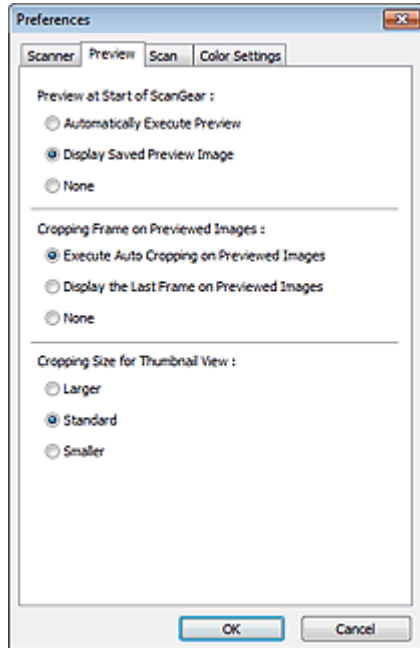 Preferences
Scanner Preview Scan Color Settings
Preview at Start of ScanGear :
Automatically Execute Preview
Display Saved Preview Image
None
Cropping Frame on Previewed Images :
Execute Auto Cropping on Previewed Images
Display the Last Frame on Previewed Images
None
Cropping Size for Thumbnail View :
Larger
Standard
Smaller
OK Cancel